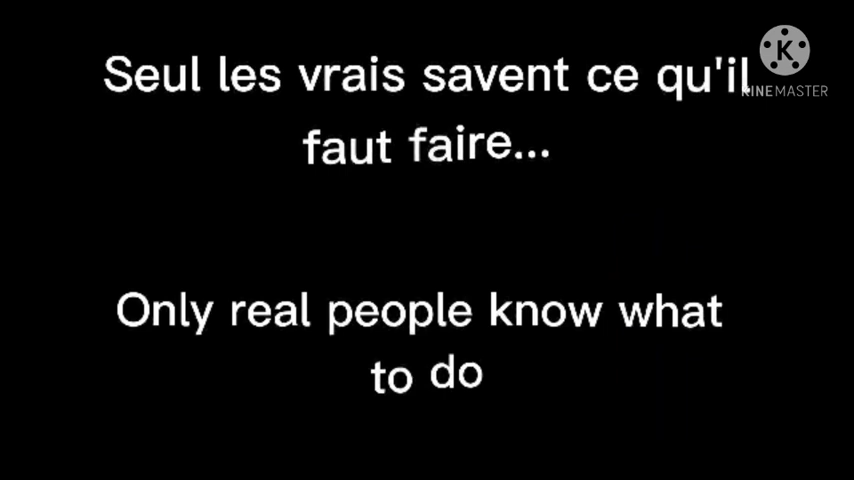 Seul les vrais savent ce qu'il
faut faire...
Only real people know what
to do
K
KINEMASTER